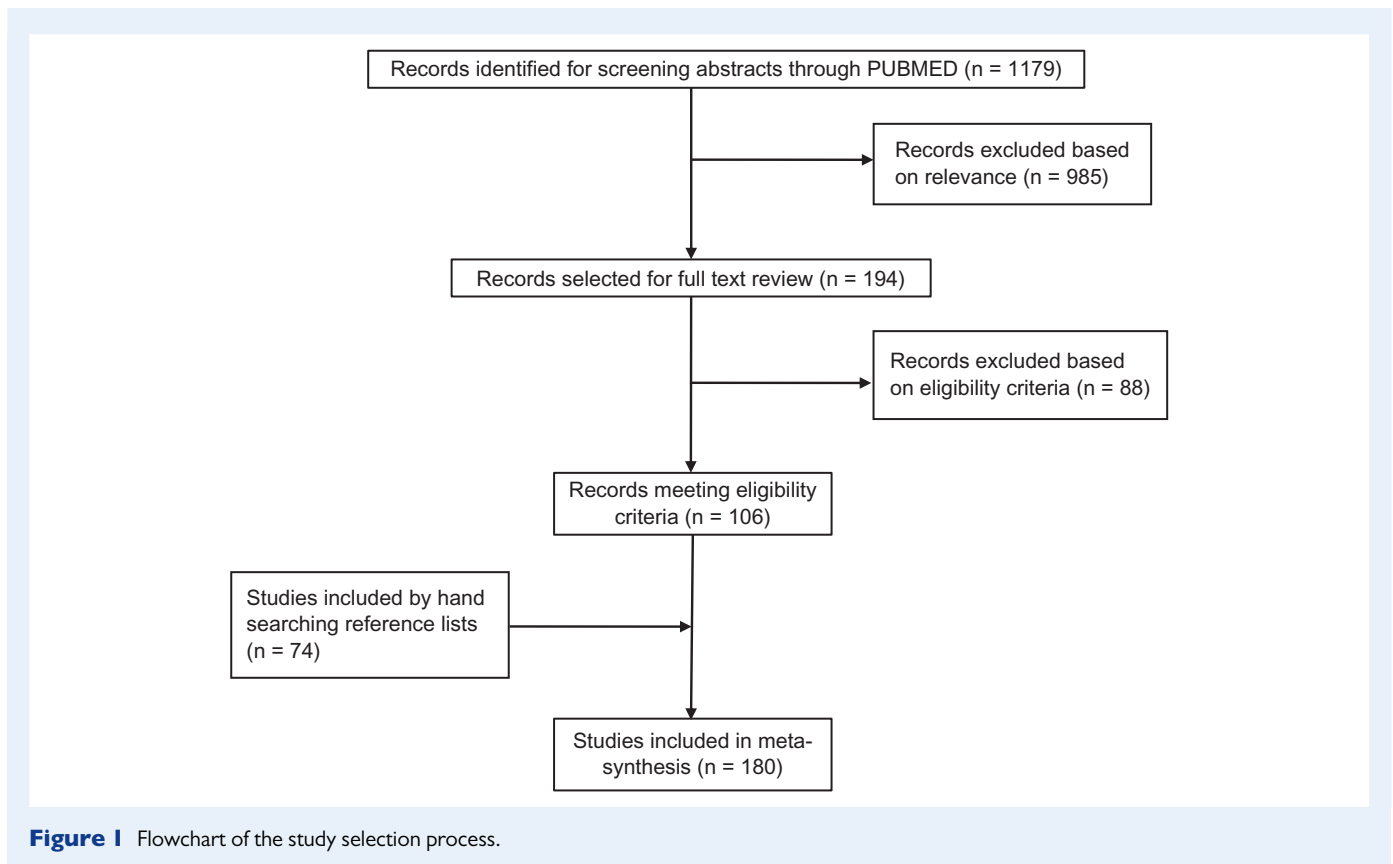 Records identified for screening abstracts through PUBMED (n = 1179)
Records excluded based
on relevance (n = 985)
Records selected for full text review (n = 194)
Records excluded based
on eligibility criteria (n = 88)
Records meeting eligibility
criteria (n = 106)
Studies included by hand
searching reference lists
(n = 74)
Studies included in meta-
synthesis (n = 180)
Figure 1 Flowchart of the study selection process.